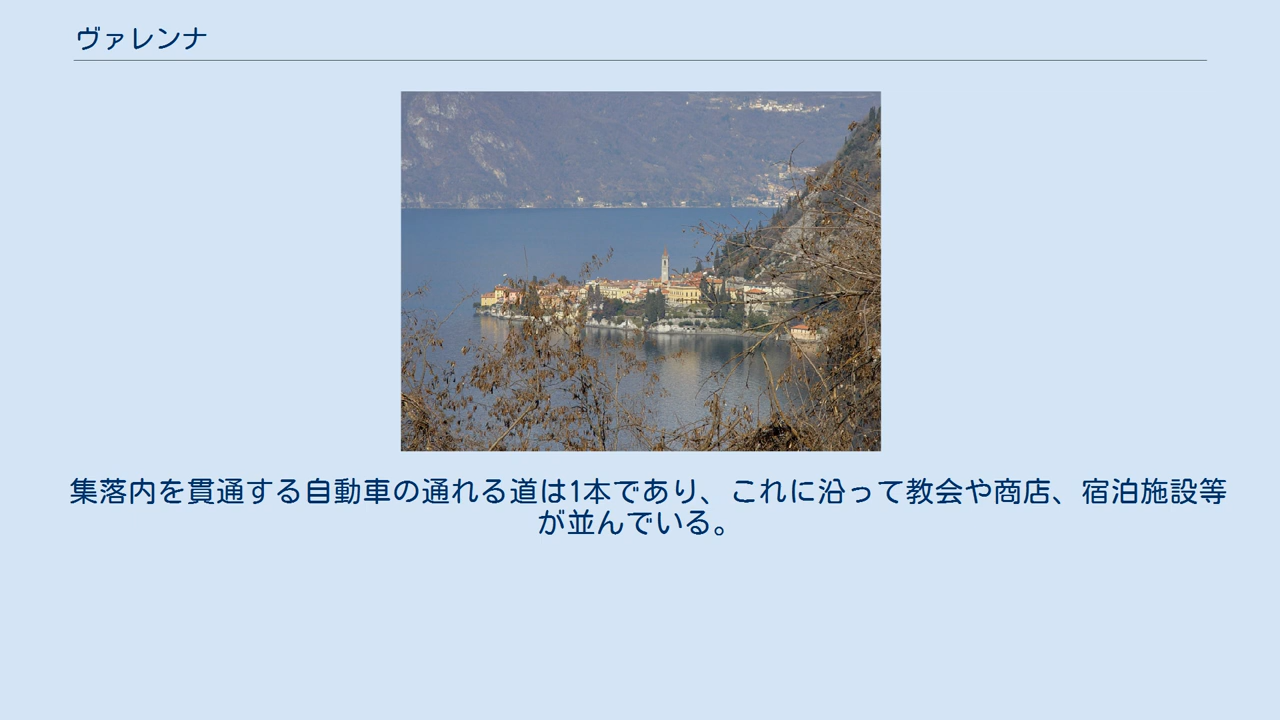 ヴァレンナ
集落内を貫通する自動車の通れる道は1本であり、これに沿って教会や商店、宿泊施設等
が並んでいる。